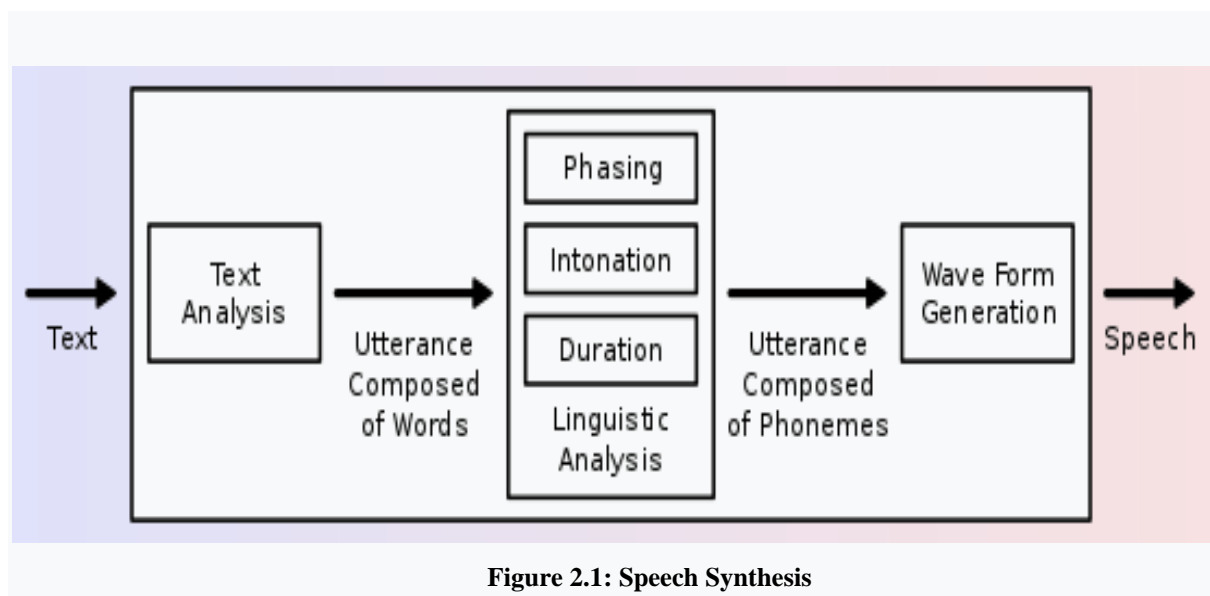 Text
Text
Analysis
Utterance
Composed
of Words
Phasing
Intonation
Duration
Linguistic
Analysis
Utterance
Composed
of Phonemes
Wave Form
Generation
Speech
Figure 2.1: Speech Synthesis